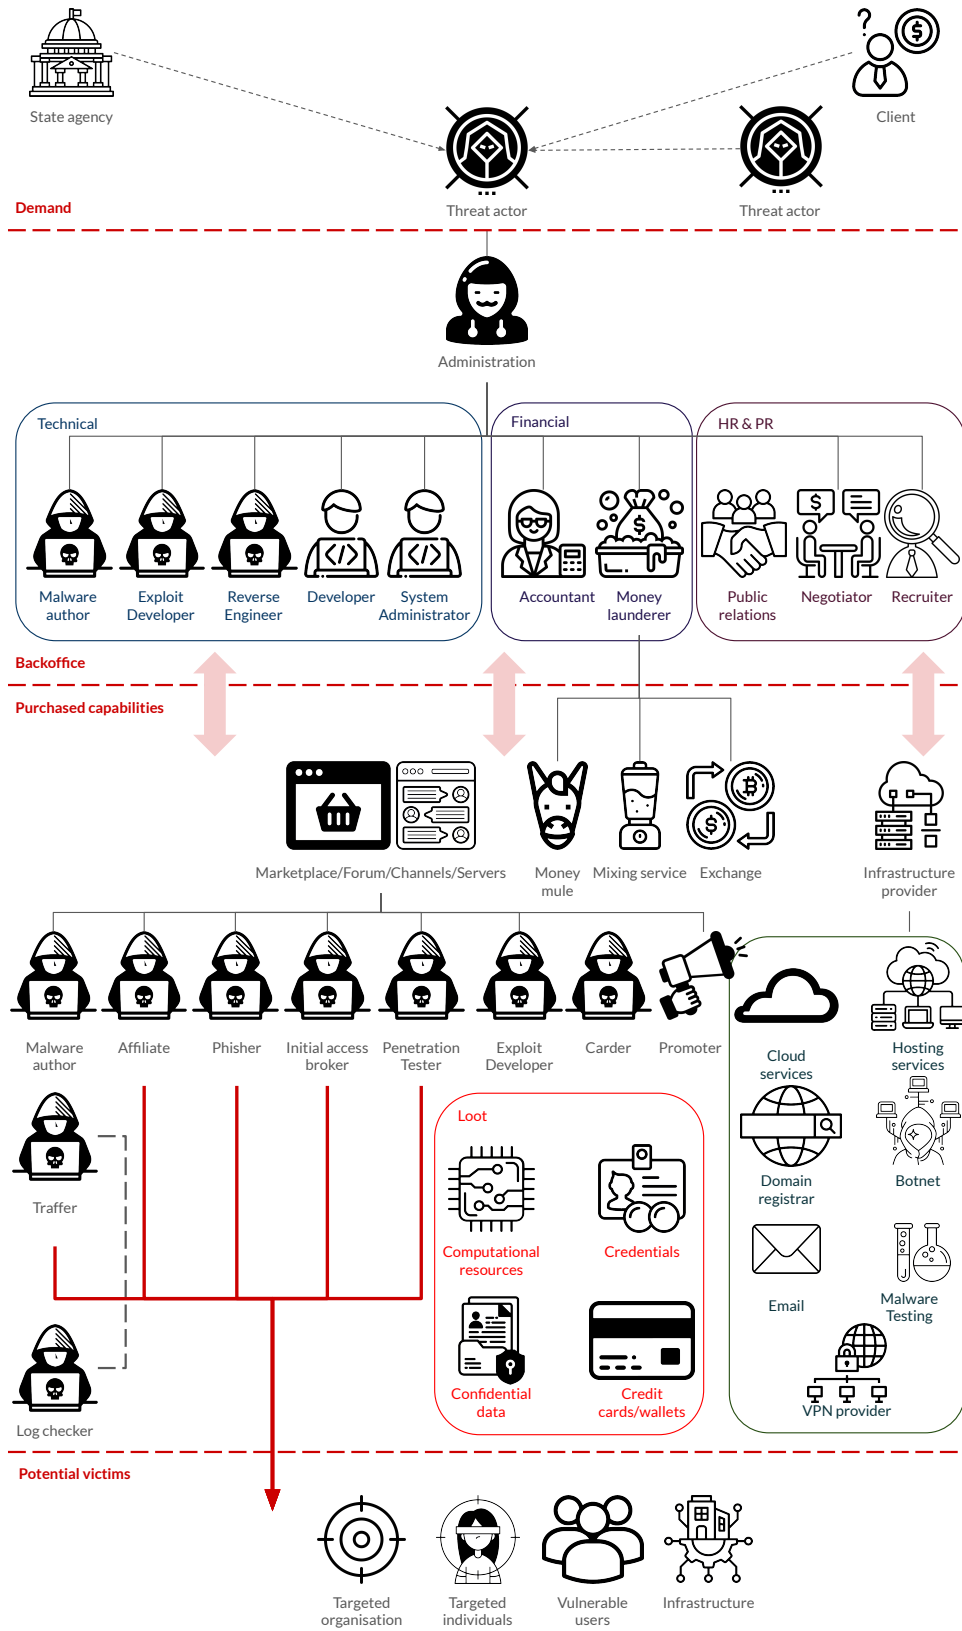 State agency
Client
Threat actor
Threat actor
Demand
Administration
Technical
Financial
HR & PR
Malware
author
Exploit
Developer
Reverse
Engineer
Developer
System
Administrator
Accountant
Money
launderer
Public
relations
Negotiator
Recruiter
Backoffice
Purchased capabilities
Marketplace/Forum/Channels/Servers
Money
mule
Mixing service
Exchange
Infrastructure
provider
Malware
author
Affiliate
Phisher
Initial access
broker
Penetration
Tester
Exploit
Developer
Carder
Promoter
Cloud
services
Hosting
services
Traffer
Loot
Computational
resources
Credentials
Domain
registrar
Botnet
Email
Malware
Testing
Confidential
data
Credit
cards/wallets
VPN provider
Log checker
Potential victims
Targeted
organisation
Targeted
individuals
Vulnerable
users
Infrastructure